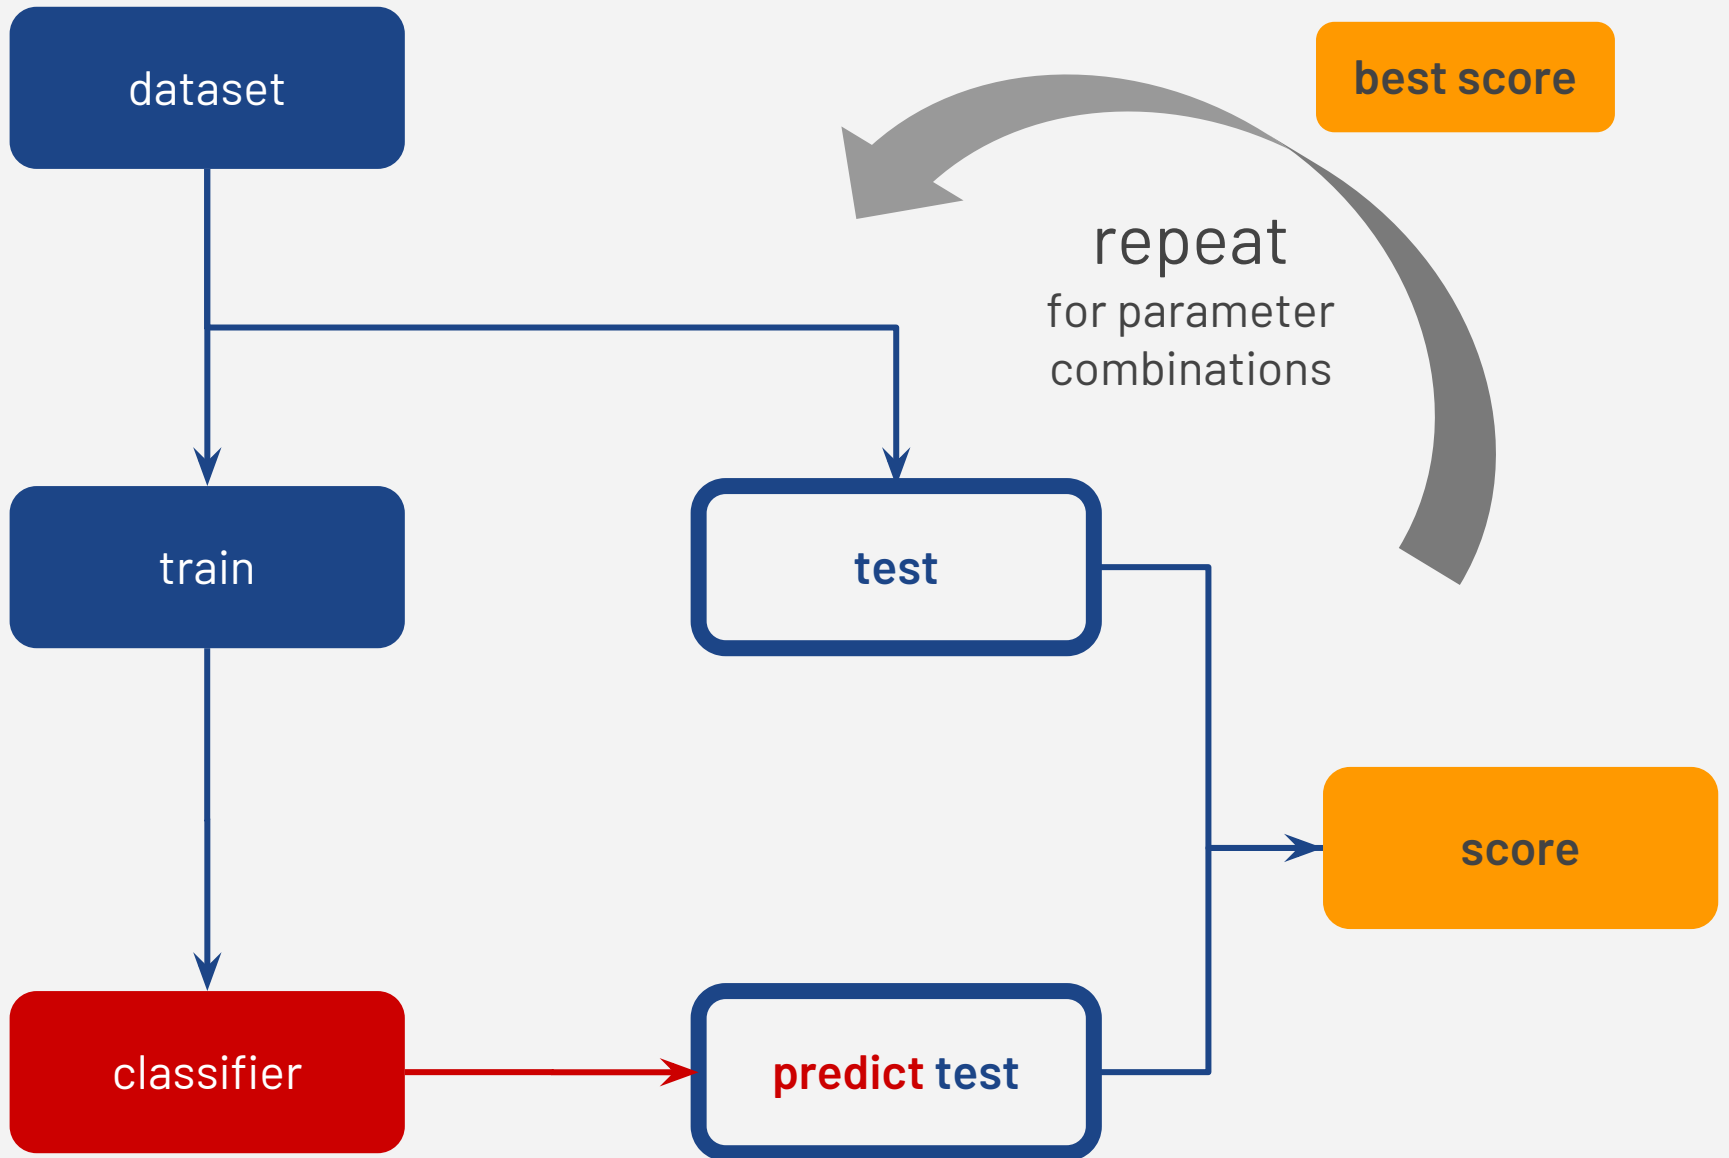 dataset
best score
repeat
for parameter
combinations
train
test
score
classifier
predict test